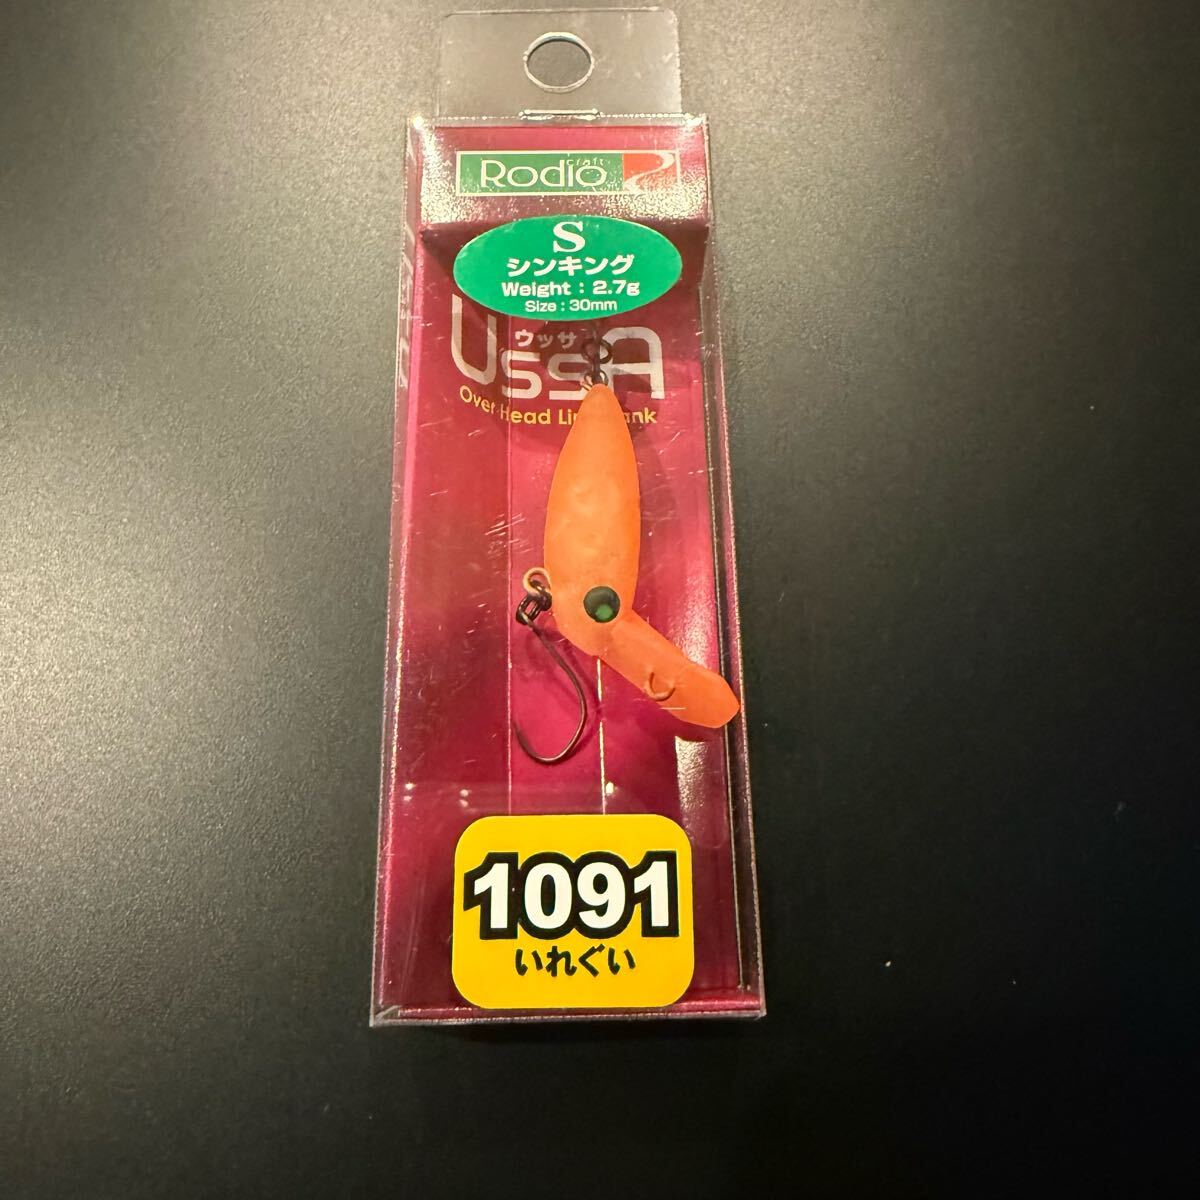 Rodio craft
S
シンキング
Weight : 2.7g
Size : 30mm
ウッサ
USSA
Over Head
1091
いれぐい